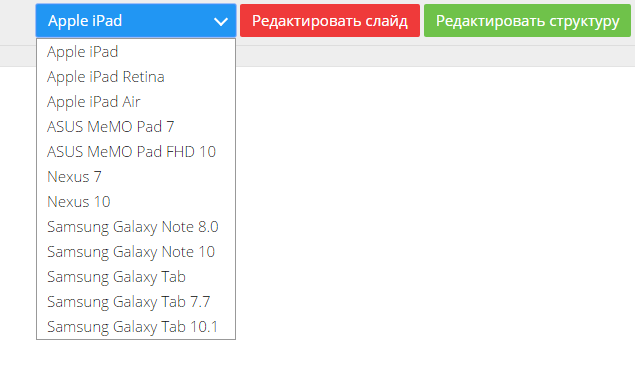 Apple iPad Редактировать слайд Редактировать структуру
Apple iPad
Apple iPad Retina
Apple iPad Air
ASUS MeMO Pad 7
ASUS MeMO Pad FHD 10
Nexus 7
Nexus 10
Samsung Galaxy Note 8.0
Samsung Galaxy Note 10
Samsung Galaxy Tab
Samsung Galaxy Tab 7.7
Samsung Galaxy Tab 10.1